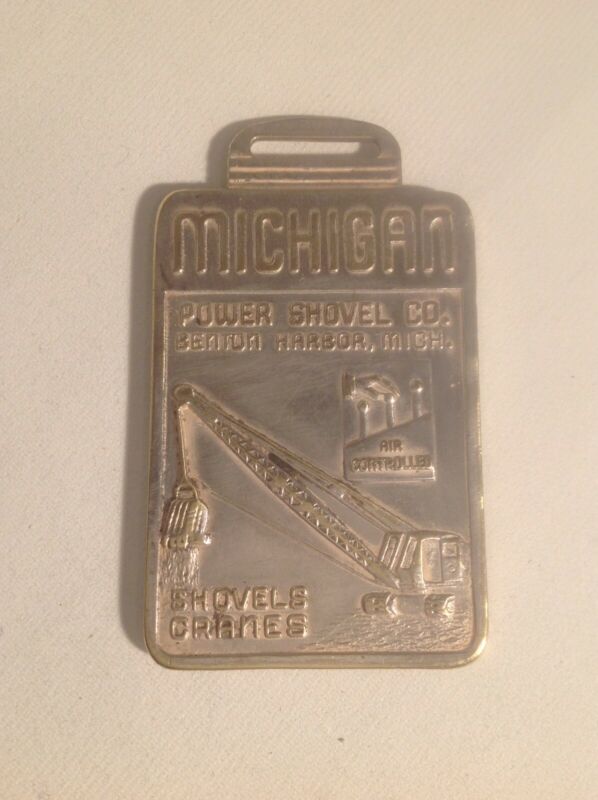 MICHIGAN
POWER SHOVEL CO.
BENTON HARBOR, MICH.
AIR
CONTROLLED
SHOVELS
CRANES